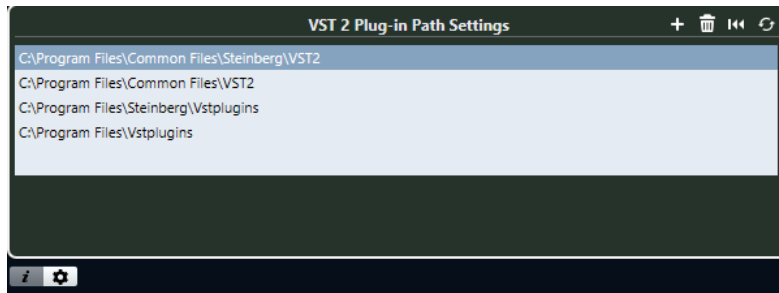 VST 2 Plug-in Path Settings
C:\Program Files\Common Files\Steinberg\VST2
C:\Program Files\Common Files\VST2
C:\Program Files\Steinberg\Vstplugins
C:\Program Files\Vstplugins
i